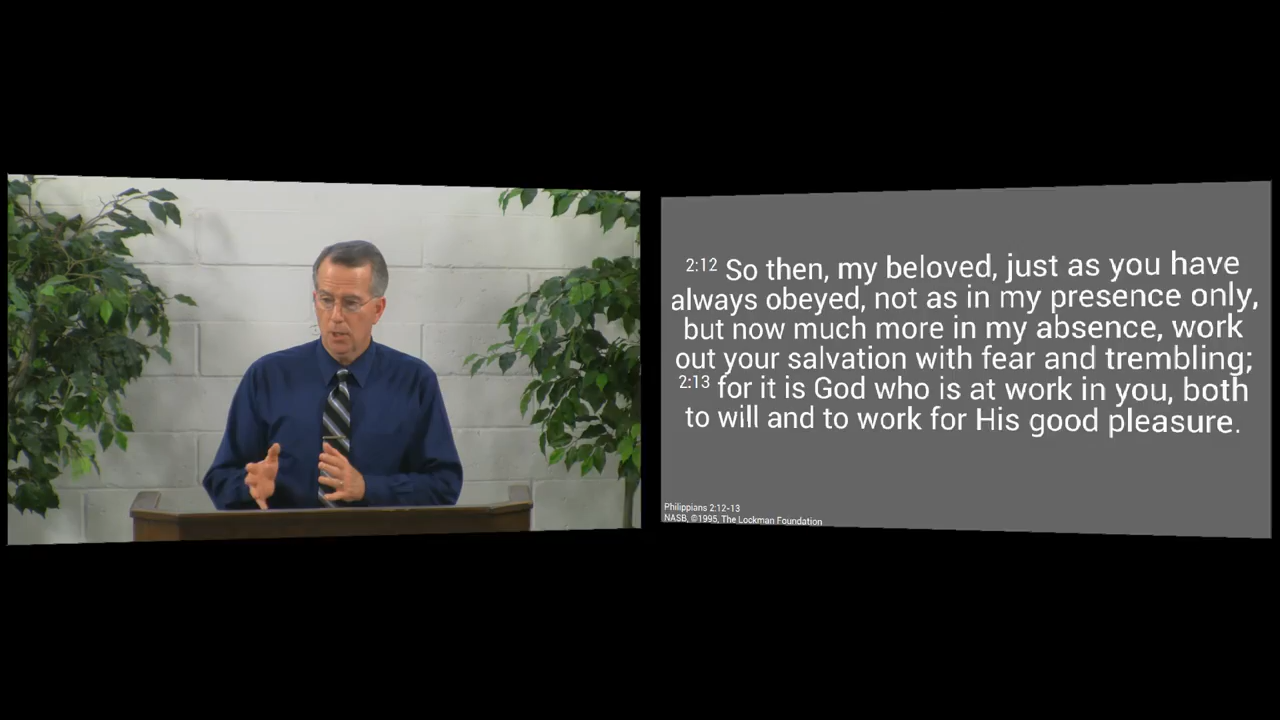 2:12 So then, my beloved, just as you have
always obeyed, not as in my presence only,
but now much more in my absence, work
out your salvation with fear and trembling;
2:13 for it is God who is at work in you, both
to will and to work for His good pleasure.
Philippians 2:12-13
NASB, ©1995, The Lockman Foundation